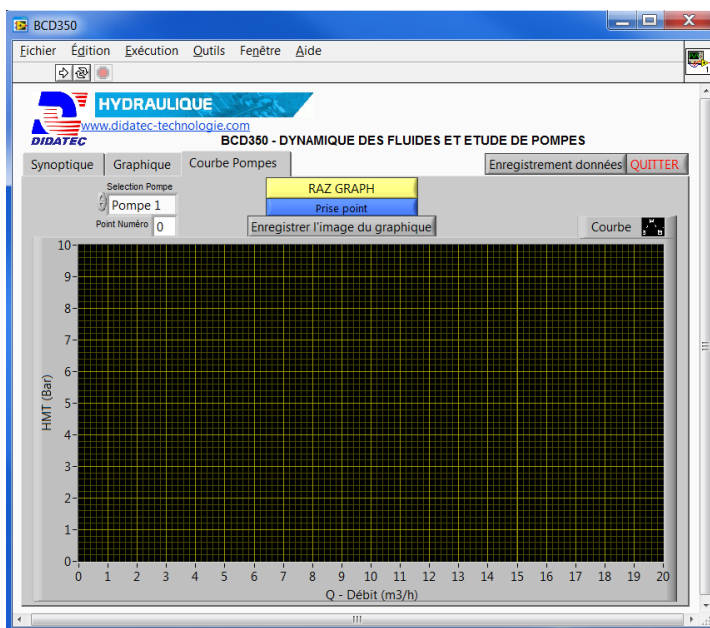 BCD350
Fichier Édition Exécution Outils Fenêtre Aide
1
HYDRAULIQUE
www.didatec-technologie.com
DIDATEC
BCD350 - DYNAMIQUE DES FLUIDES ET ETUDE DE POMPES
Synoptique Graphique Courbe Pompes Enregistrement données QUITTER
Selection Pompe
Pompe 1
Point Numéro 0
RAZ GRAPH
Prise point
Enregistrer l'image du graphique
Courbe
HMT (Bar)
10
9
8
7
6
5
4
3
2
1
0
0 1 2 3 4 5 6 7 8 9 10 11 12 13 14 15 16 17 18 19 20
Q - Débit (m3/h)